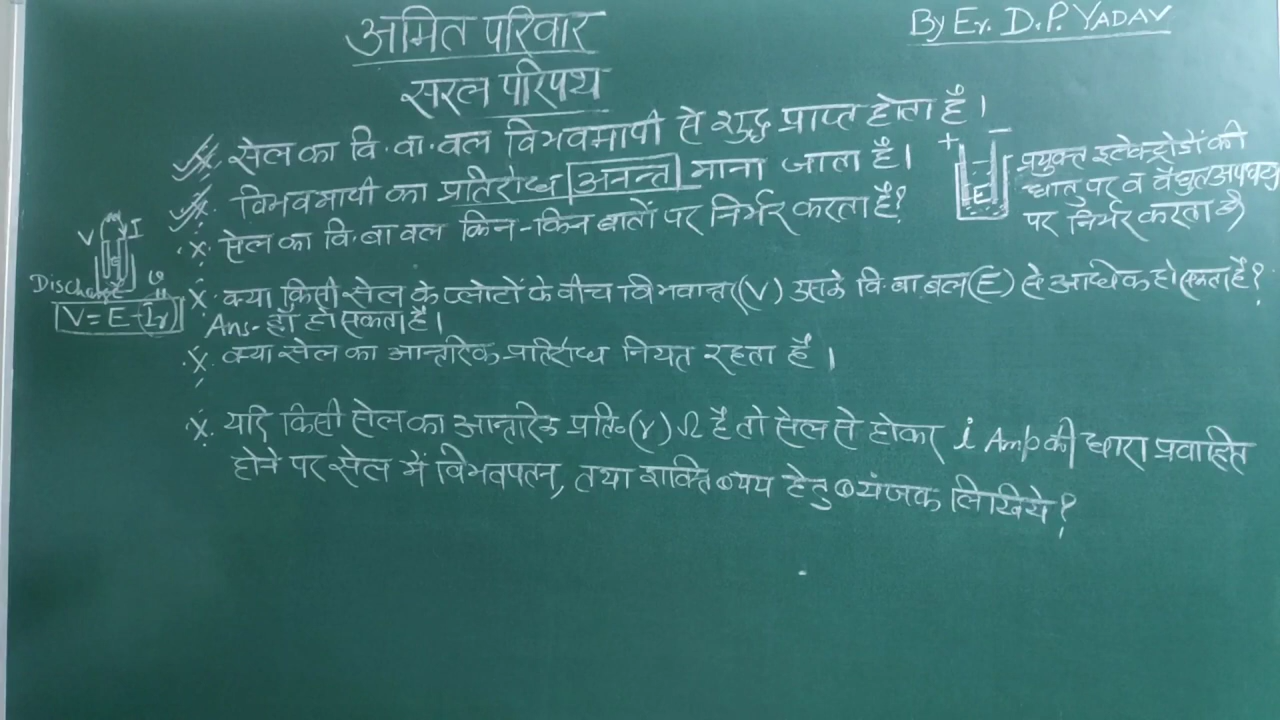 अमित परिवार
By Er. D.P. YADAV
सरल परिपथ
सेल का वि. वा. बल विभवमापी से शुद्ध प्राप्त होता है।
विभवमापी का प्रतिरोध अनन्त माना जाता है।
सेल का वि. बा बल किन-किन बातों पर निर्भर करता है?
+ −
E
प्रयुक्त इलेक्ट्रोडों की
धातु पर व वैधुत अपघट्य
पर निर्भर करता है
V I
Discharge
V = E - (Ir)
क्या किसी सेल के प्लेटों के बीच विभवान्तर (V) उसके वि. बा बल (E) से अधिक हो सकता है?
Ans - हाँ हो सकता है।
क्या सेल का आन्तरिक प्रतिरोध नियत रहता है।
यदि किसी सेल का आन्तरिक प्रति॰ (r) Ω है तो सेल से होकर i Amp की धारा प्रवाहित
होने पर सेल में विभवपतन, तथा शक्ति व्यय हेतु व्यंजक लिखिये?